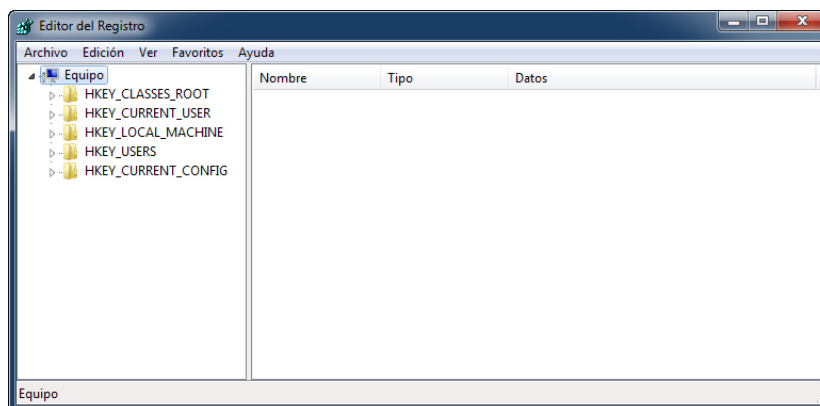 Editor del Registro
Archivo Edición Ver Favoritos Ayuda
Equipo
HKEY_CLASSES_ROOT
HKEY_CURRENT_USER
HKEY_LOCAL_MACHINE
HKEY_USERS
HKEY_CURRENT_CONFIG
Nombre Tipo Datos
Equipo